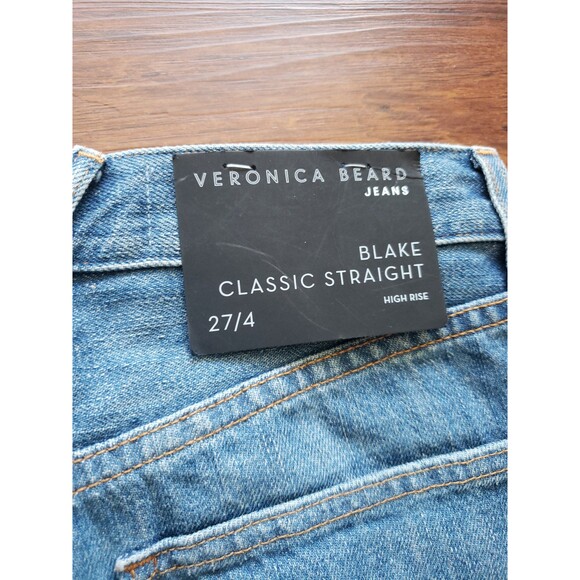 VERONICA BEARD
JEANS
BLAKE
CLASSIC STRAIGHT
HIGH RISE
27/4